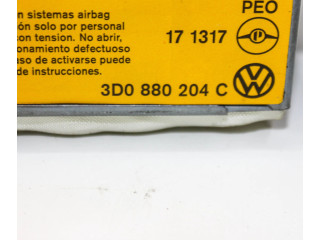 n sistemas airbag
ión solo por personal
on tension. No abrir,
onamiento defectuoso
aso de activarse puede
de instrucciones.
PEO
17 1317
3D0 880 204 C